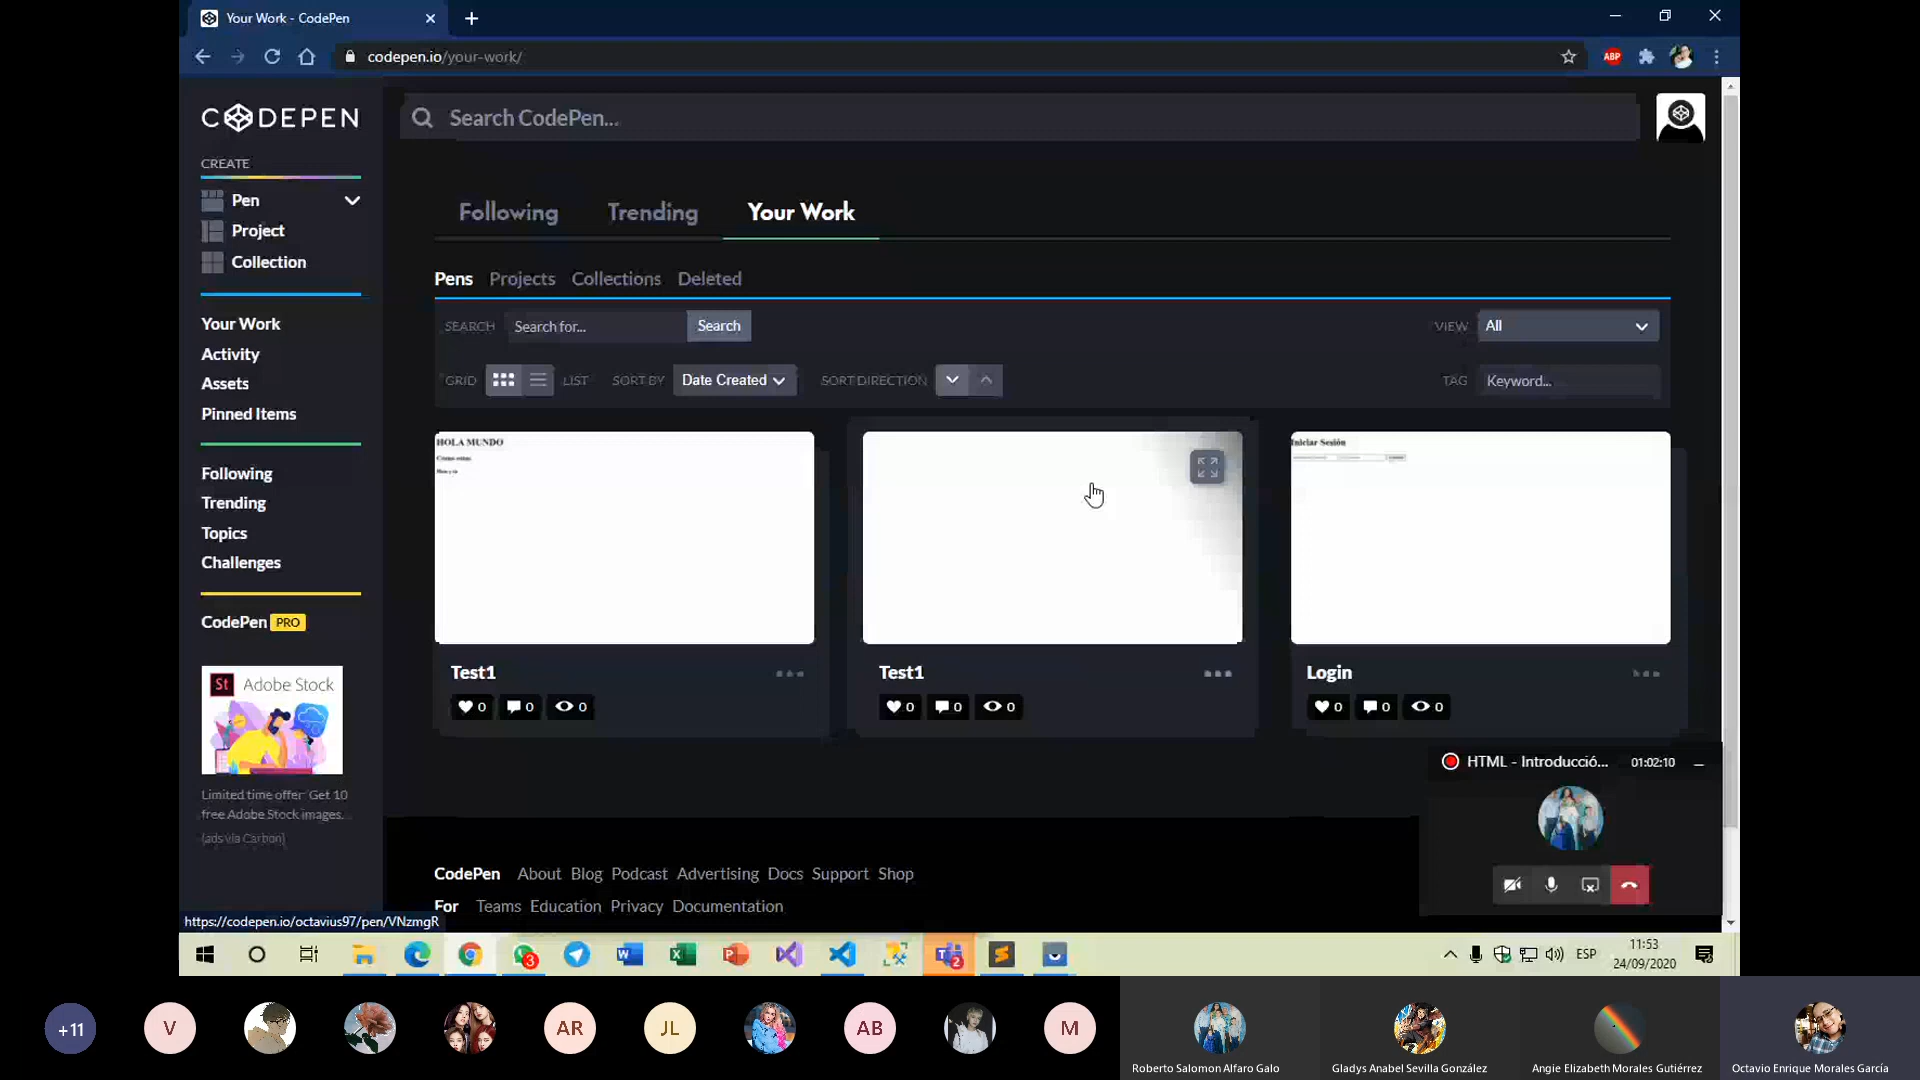 Your Work - CodePen
codepen.io/your-work/
ABP
CODEPEN
Search CodePen...
CREATE
Pen
Project
Collection
Your Work
Activity
Assets
Pinned Items
Following
Trending
Topics
Challenges
CodePen PRO
St Adobe Stock
Limited time offer: Get 10
free Adobe Stock images.
(ads via Carbon)
Following Trending Your Work
Pens Projects Collections Deleted
SEARCH Search for... Search VIEW All
GRID LIST SORT BY Date Created SORT DIRECTION TAG Keyword...
HOLA MUNDO
Como estas
Iniciar Sesión
Test1
0 0 0
Test1
0 0 0
Login
0 0 0
HTML - Introducció... 01:02:10
CodePen About Blog Podcast Advertising Docs Support Shop
For Teams Education Privacy Documentation
https://codepen.io/octavius97/pen/VNzmgR
3
2
ESP
11:53
24/09/2020
+11
V
AR
JL
AB
M
Roberto Salomon Alfaro Galo
Gladys Anabel Sevilla González
Angie Elizabeth Morales Gutiérrez
Octavio Enrique Morales García